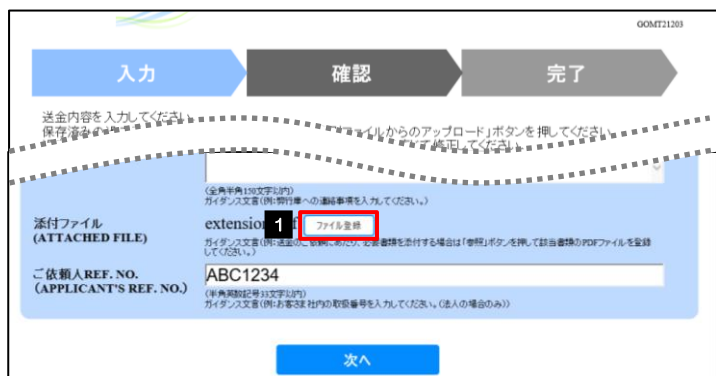 GOMT21203
入力
確認
完了
送金内容を入力してください
ファイルからのアップロード」ボタンを押してください
修正してください。
(全角半角150文字以内)
ガイダンス文言(例:弊行庫への連絡事項を入力してください。)
添付ファイル
(ATTACHED FILE)
extension
1
ファイル登録
ガイダンス文言(例:送金のご依頼にあたり、必要書類を添付する場合は「参照」ボタンを押して該当書類のPDFファイルを登録
してください。)
ご依頼人REF. NO.
(APPLICANT'S REF. NO.)
ABC1234
(半角英数記号33文字以内)
ガイダンス文言(例:お客さま社内の取扱番号を入力してください。(法人の場合のみ))
次へ